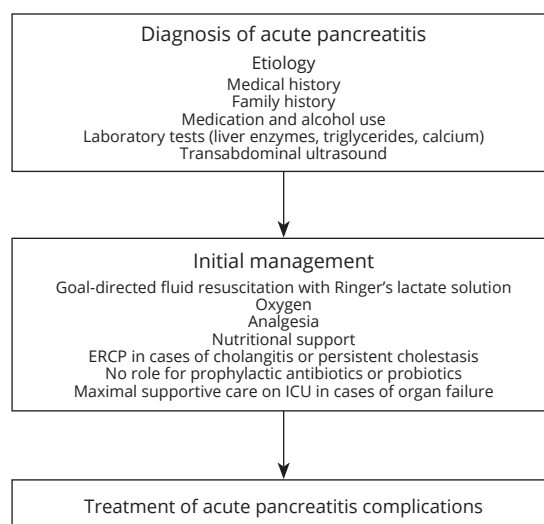 Diagnosis of acute pancreatitis
Etiology
Medical history
Family history
Medication and alcohol use
Laboratory tests (liver enzymes, triglycerides, calcium)
Transabdominal ultrasound
Initial management
Goal-directed fluid resuscitation with Ringer's lactate solution
Oxygen
Analgesia
Nutritional support
ERCP in cases of cholangitis or persistent cholestasis
No role for prophylactic antibiotics or probiotics
Maximal supportive care on ICU in cases of organ failure
Treatment of acute pancreatitis complications